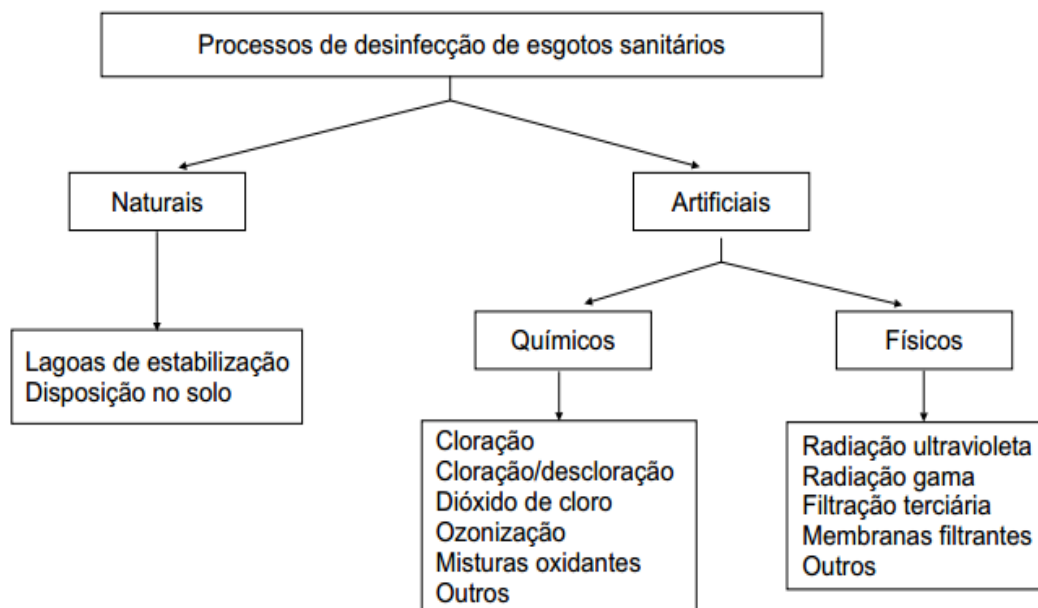 Processos de desinfecção de esgotos sanitários
Naturais
Artificiais
Lagoas de estabilização
Disposição no solo
Químicos
Físicos
Cloração
Cloração/descloração
Dióxido de cloro
Ozonização
Misturas oxidantes
Outros
Radiação ultravioleta
Radiação gama
Filtração terciária
Membranas filtrantes
Outros